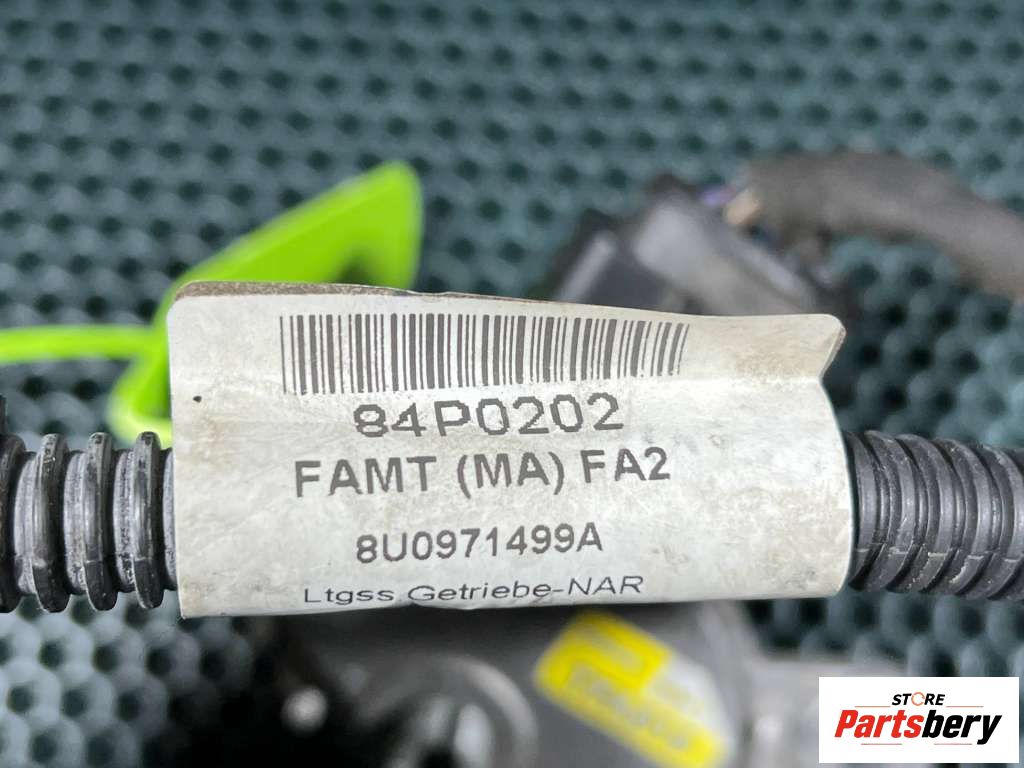 84P0202
FAMT (MA) FA2
8U0971499A
Ltgss Getriebe-NAR
STORE
Partsbery